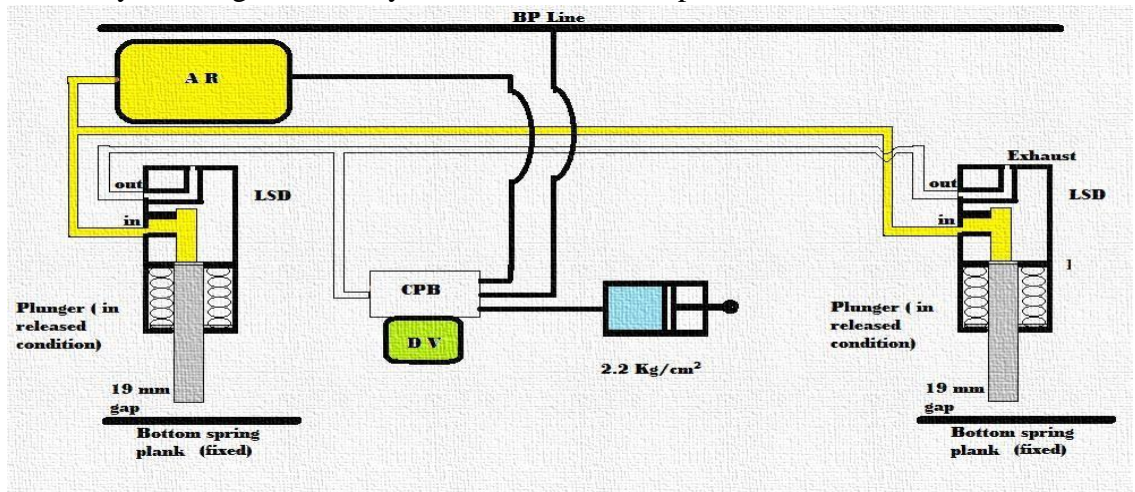 BP Line
A R
Exhaust
out
LSD
in
out
LSD
in
CPB
D V
2.2 Kg/cm²
Plunger ( in
released
condition)
19 mm
gap
Bottom spring
plank (fixed)
Plunger ( in
released
condition)
19 mm
gap
Bottom spring
plank (fixed)